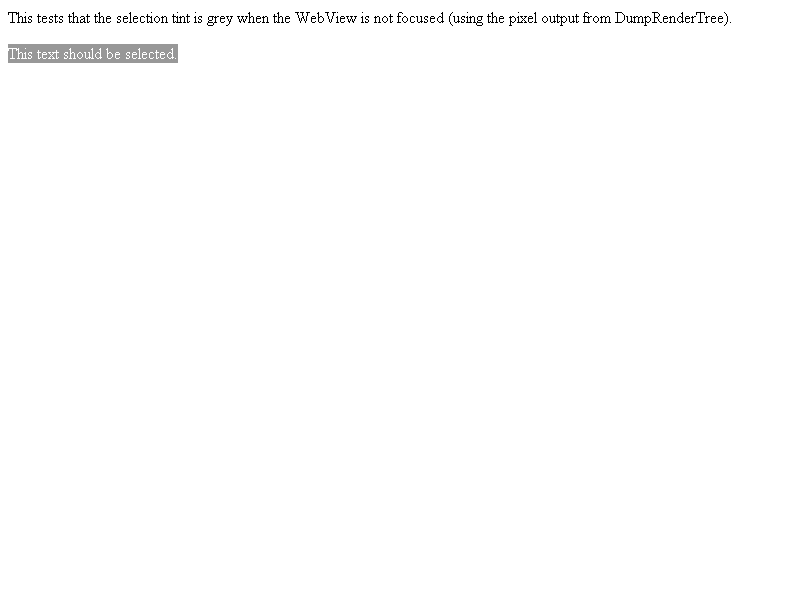 This tests that the selection tint is grey when the WebView is not focused (using the pixel output from DumpRenderTree).
This text should be selected.